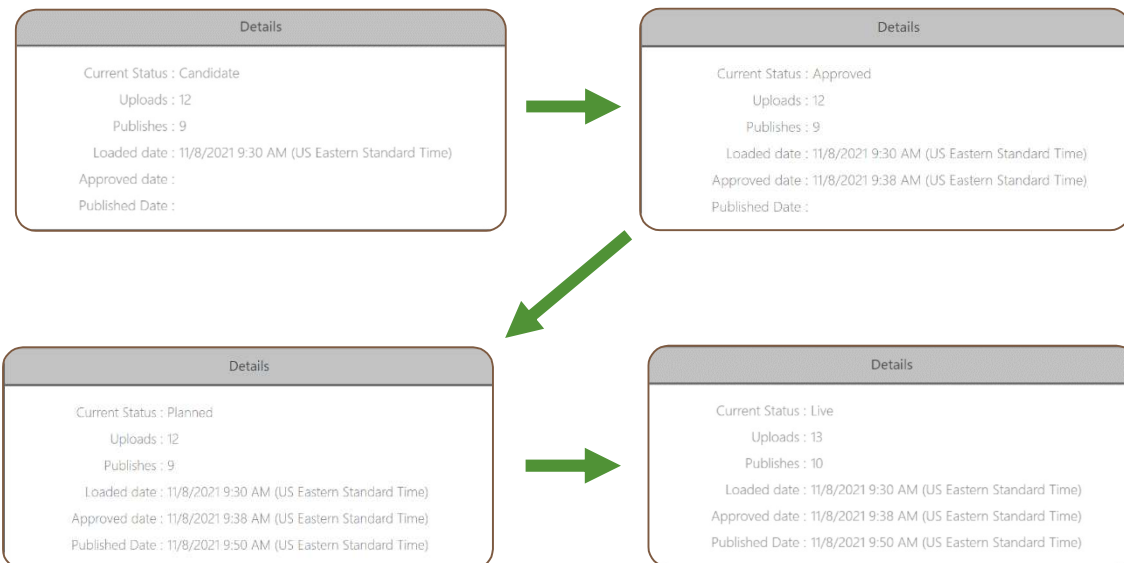 Details
Current Status : Candidate
Uploads : 12
Publishes : 9
Loaded date : 11/8/2021 9:30 AM (US Eastern Standard Time)
Approved date :
Published Date :
Details
Current Status : Approved
Uploads : 12
Publishes : 9
Loaded date : 11/8/2021 9:30 AM (US Eastern Standard Time)
Approved date : 11/8/2021 9:38 AM (US Eastern Standard Time)
Published Date :
Details
Current Status : Planned
Uploads : 12
Publishes : 9
Loaded date : 11/8/2021 9:30 AM (US Eastern Standard Time)
Approved date : 11/8/2021 9:38 AM (US Eastern Standard Time)
Published Date : 11/8/2021 9:50 AM (US Eastern Standard Time)
Details
Current Status : Live
Uploads : 13
Publishes : 10
Loaded date : 11/8/2021 9:30 AM (US Eastern Standard Time)
Approved date : 11/8/2021 9:38 AM (US Eastern Standard Time)
Published Date : 11/8/2021 9:50 AM (US Eastern Standard Time)